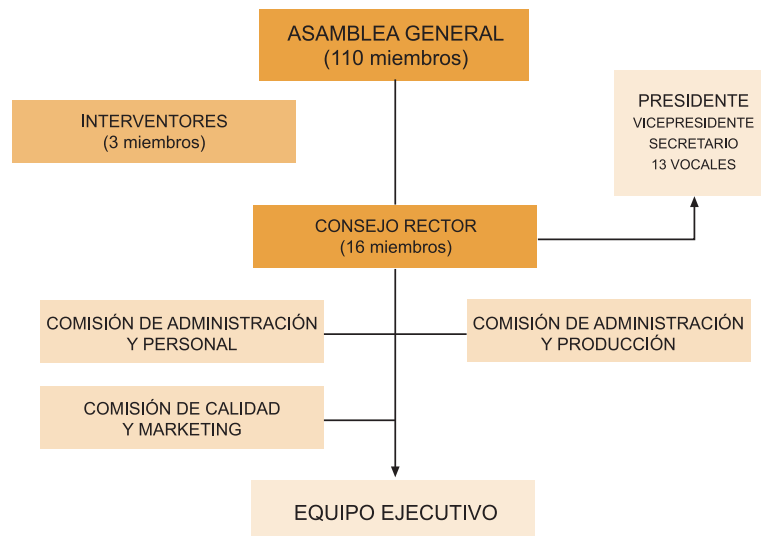 ASAMBLEA GENERAL
(110 miembros)
INTERVENTORES
(3 miembros)
PRESIDENTE
VICEPRESIDENTE
SECRETARIO
13 VOCALES
CONSEJO RECTOR
(16 miembros)
COMISIÓN DE ADMINISTRACIÓN
Y PERSONAL
COMISIÓN DE ADMINISTRACIÓN
Y PRODUCCIÓN
COMISIÓN DE CALIDAD
Y MARKETING
EQUIPO EJECUTIVO